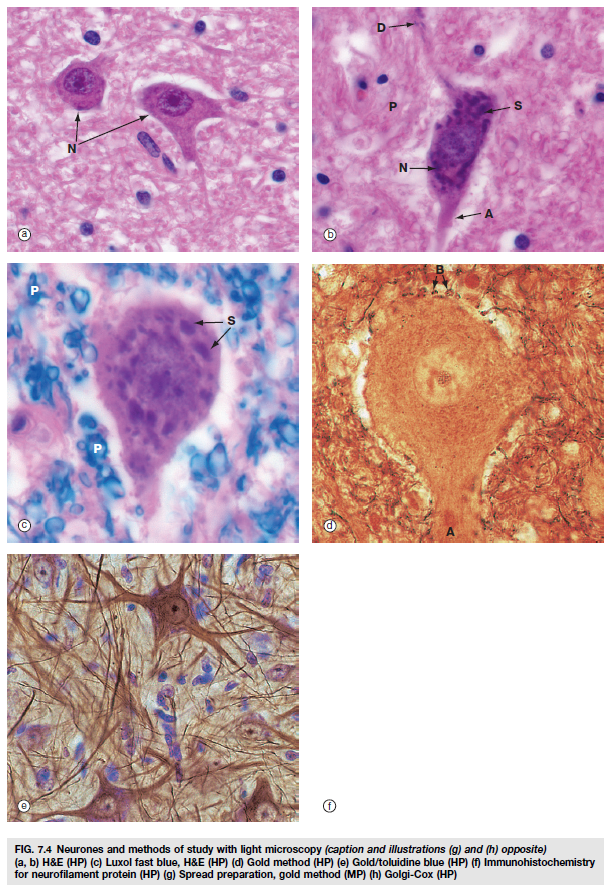 N
a
D
P
S
N
A
b
P
S
P
c
B
A
d
e
f
FIG. 7.4 Neurones and methods of study with light microscopy (caption and illustrations (g) and (h) opposite)
(a, b) H&E (HP) (c) Luxol fast blue, H&E (HP) (d) Gold method (HP) (e) Gold/toluidine blue (HP) (f) Immunohistochemistry
for neurofilament protein (HP) (g) Spread preparation, gold method (MP) (h) Golgi-Cox (HP)